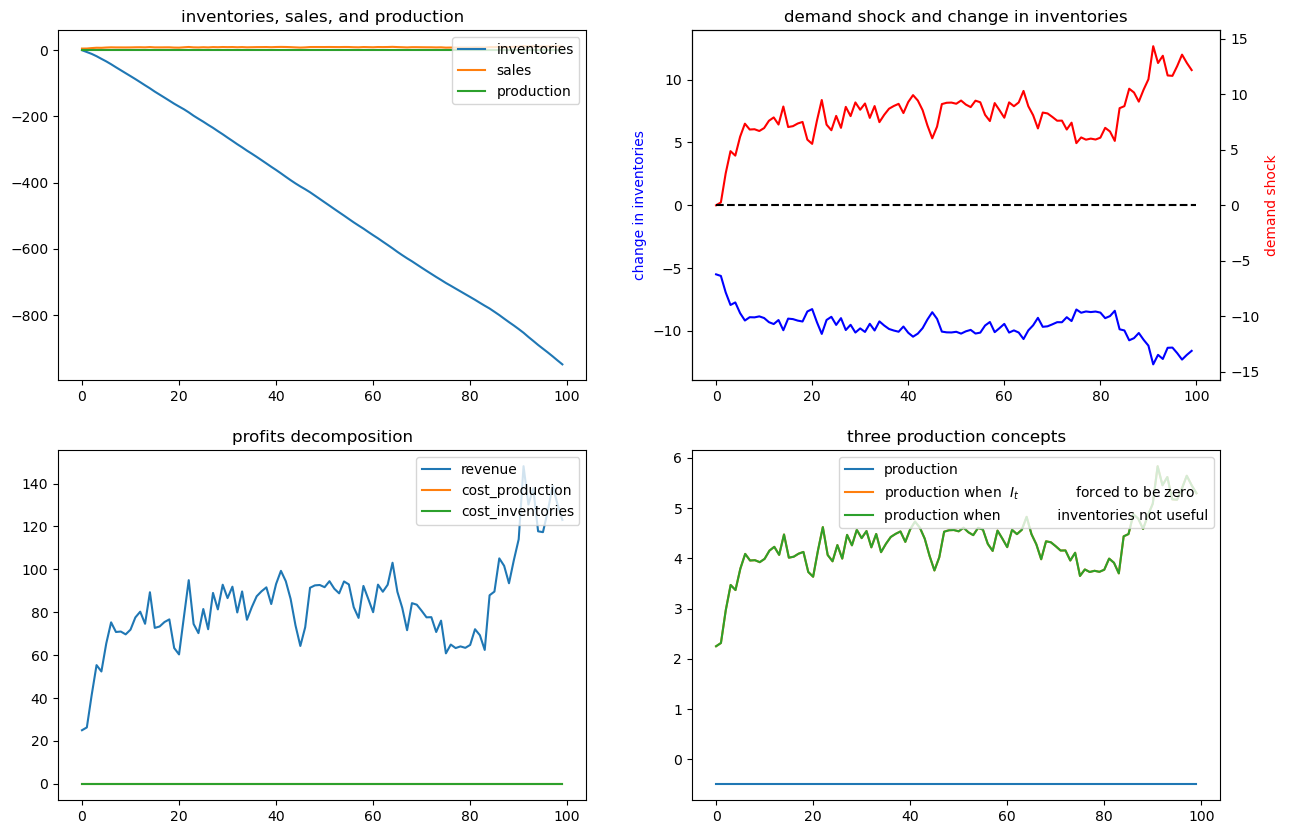 inventories, sales, and production
0
−200
−400
−600
−800
0 20 40 60 80 100
inventories
sales
production
demand shock and change in inventories
change in inventories
10
5
0
−5
−10
15
10
5
0
−5
−10
−15
demand shock
0 20 40 60 80 100
profits decomposition
140
120
100
80
60
40
20
0
0 20 40 60 80 100
revenue
cost_production
cost_inventories
three production concepts
6
5
4
3
2
1
0
0 20 40 60 80 100
production
production when I_t forced to be zero
production when inventories not useful